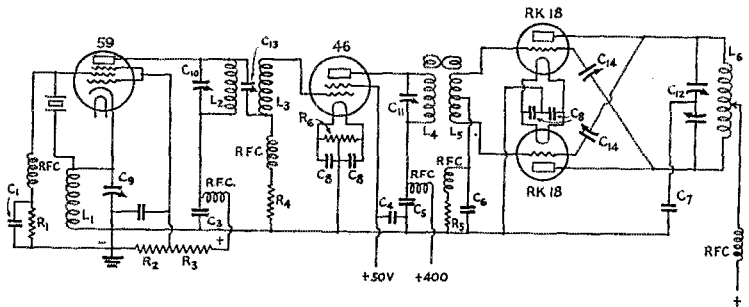 59
46
RK 18
RK 18
C10
C13
L2
L3
C11
L4
L5
C14
C14
C8
C12
L6
R6
C8
C8
RFC
C1
R1
L1
C9
RFC
R4
RFC.
C3
+
−
R2
R3
RFC
C4
C5
RFC
R5
C6
C7
RFC
+50V
+400
+